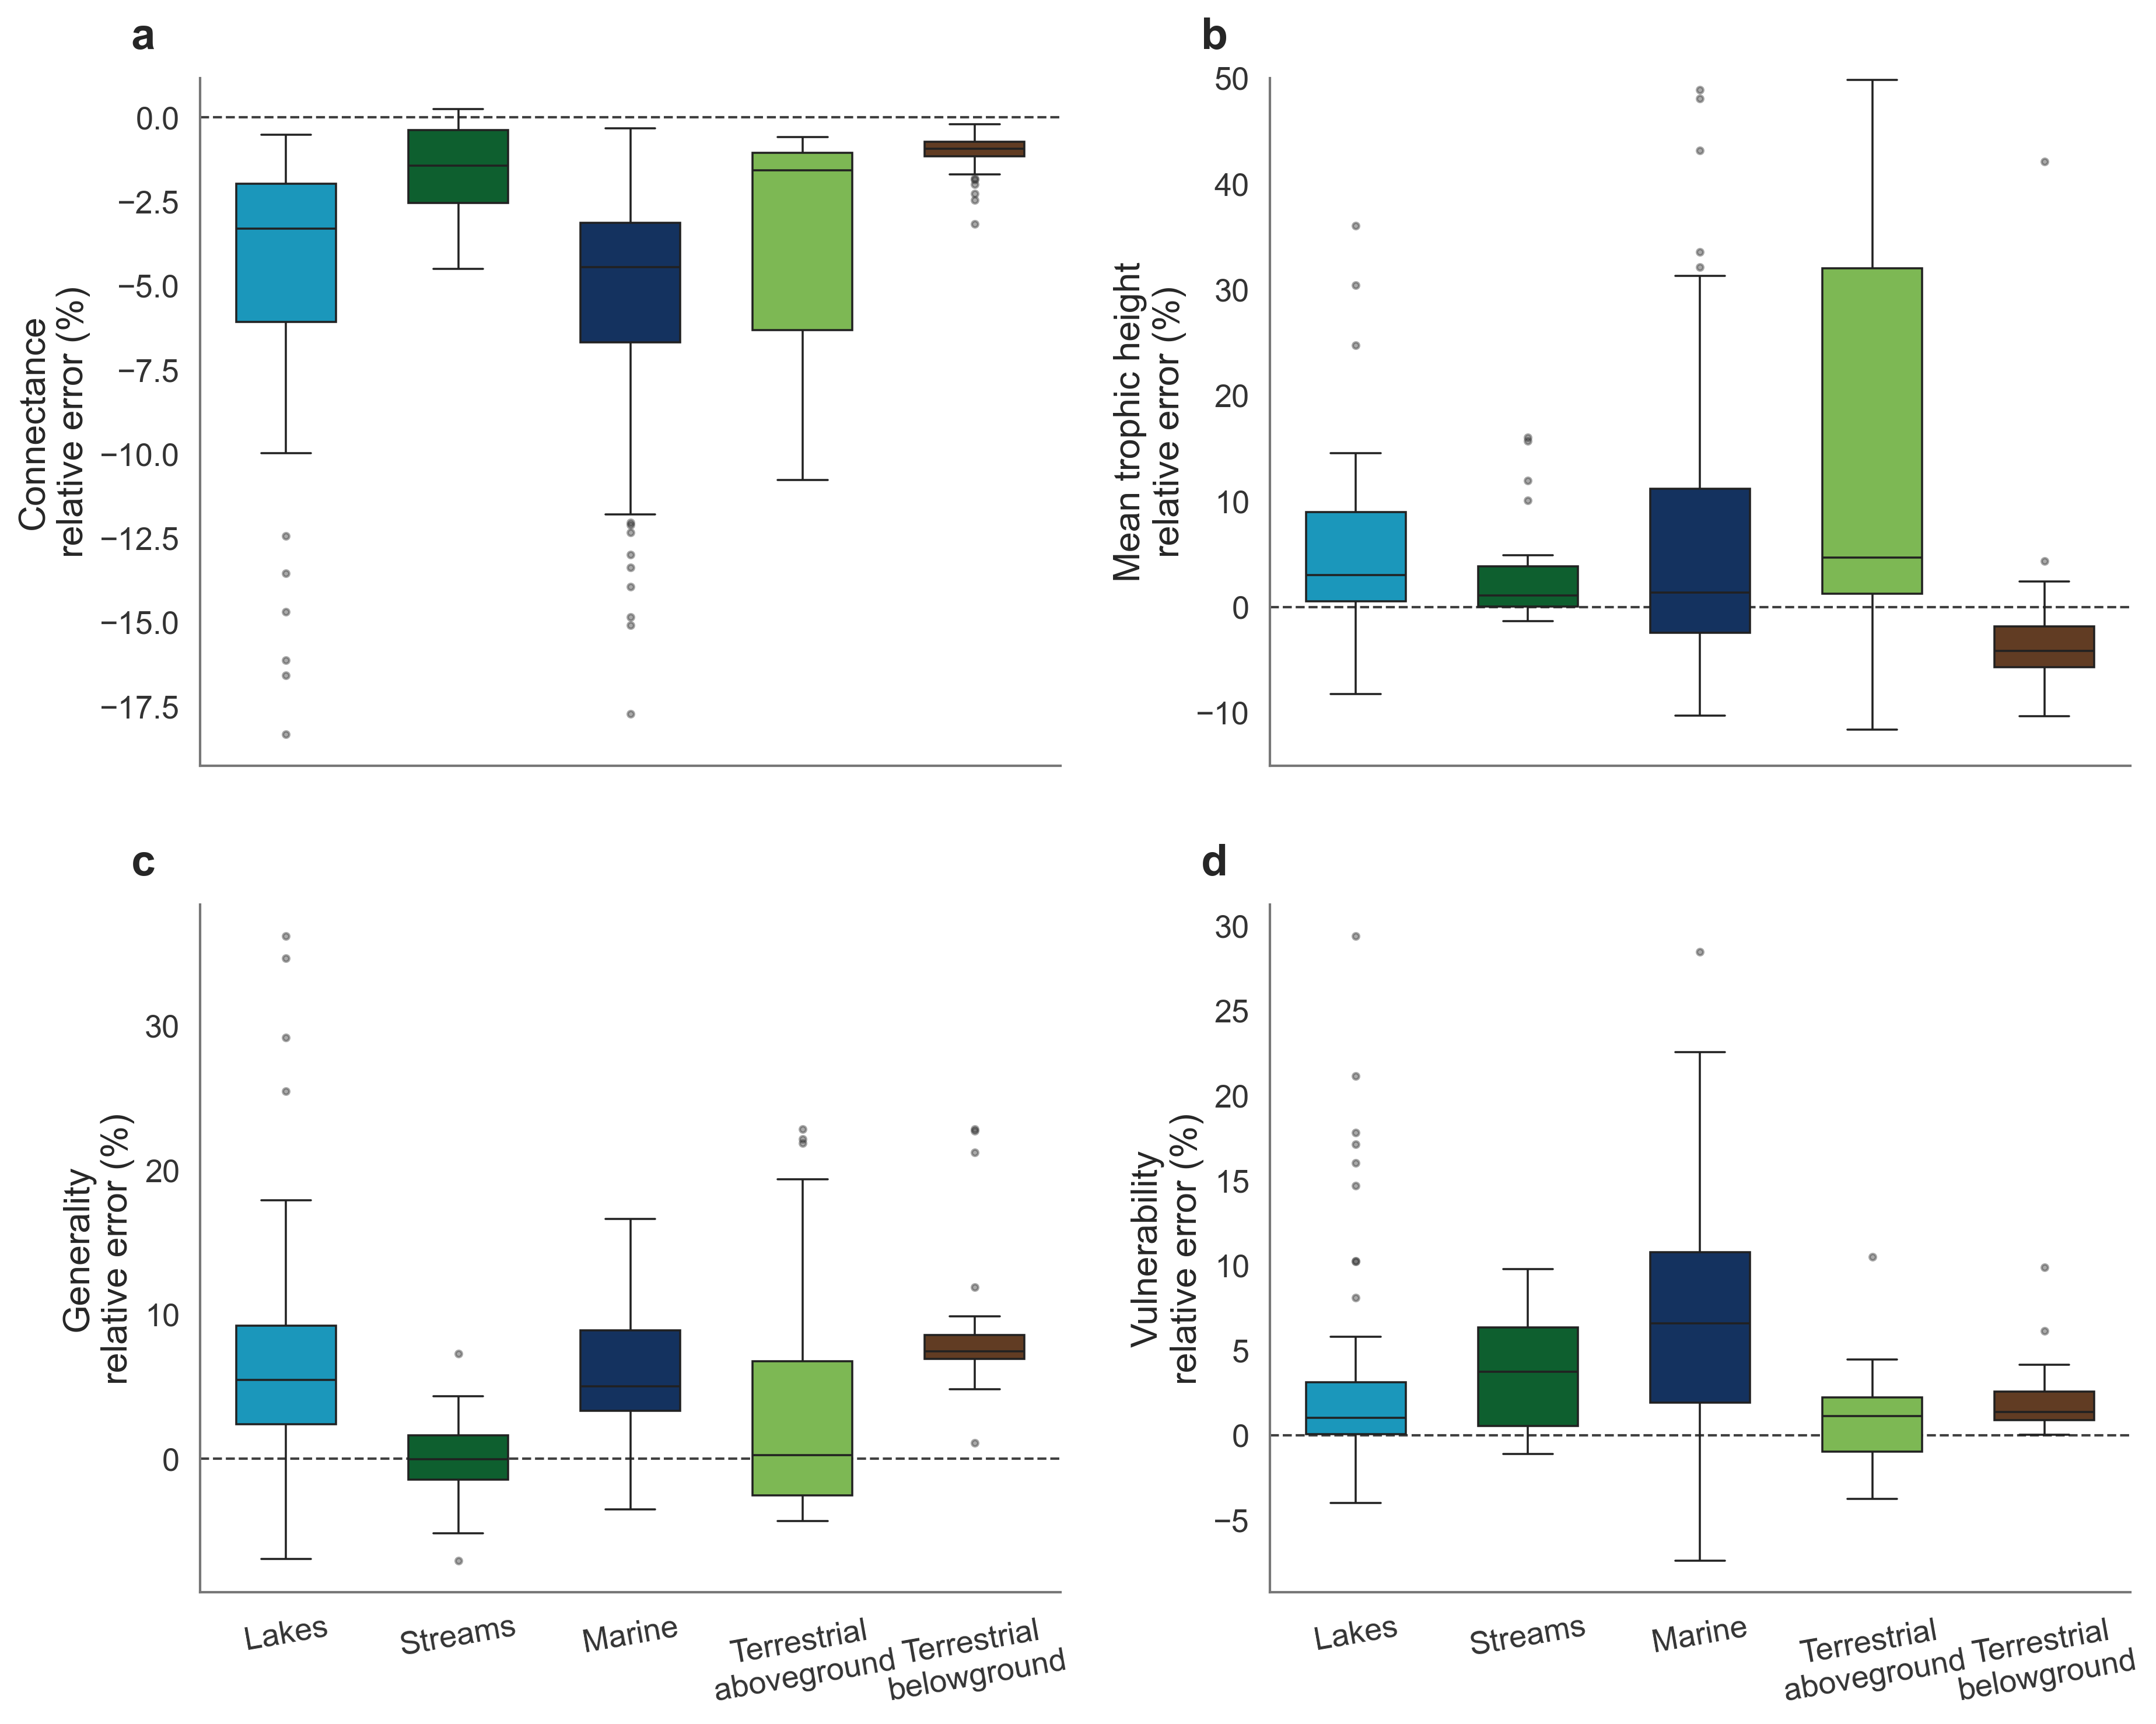 a
0.0
−2.5
−5.0
−7.5
−10.0
−12.5
−15.0
−17.5
Connectance
relative error (%)
b
50
40
30
20
10
0
−10
Mean trophic height
relative error (%)
c
30
20
10
0
Generality
relative error (%)
Lakes
Streams
Marine
Terrestrial
aboveground
Terrestrial
belowground
d
30
25
20
15
10
5
0
−5
Vulnerability
relative error (%)
Lakes
Streams
Marine
Terrestrial
aboveground
Terrestrial
belowground